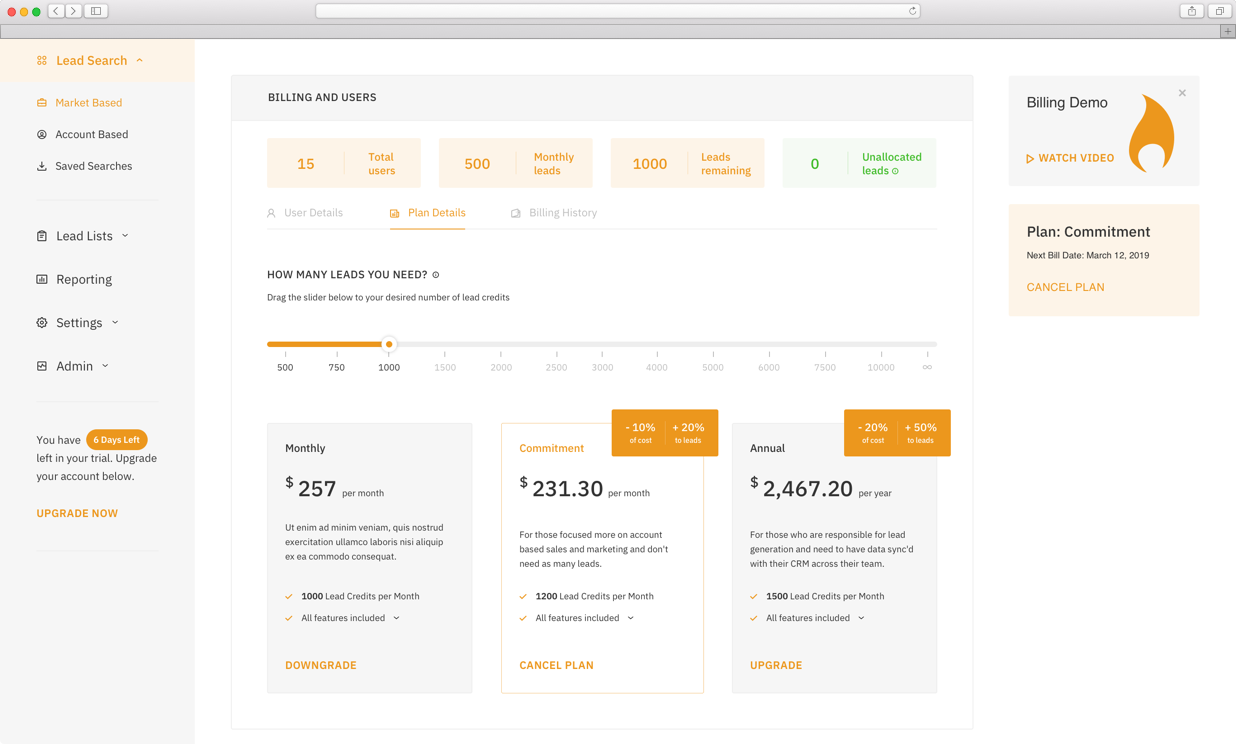 Lead Search
Market Based
Account Based
Saved Searches
Lead Lists
Reporting
Settings
Admin
You have 6 Days Left
left in your trial. Upgrade
your account below.
UPGRADE NOW
BILLING AND USERS
15 Total
users
500 Monthly
leads
1000 Leads
remaining
0 Unallocated
leads
User Details Plan Details Billing History
HOW MANY LEADS YOU NEED?
Drag the slider below to your desired number of lead credits
500 750 1000 1500 2000 2500 3000 4000 5000 6000 7500 10000 ∞
Monthly
$ 257 per month
Ut enim ad minim veniam, quis nostrud
exercitation ullamco laboris nisi aliquip
ex ea commodo consequat.
1000 Lead Credits per Month
All features included
DOWNGRADE
- 10% + 20%
of cost to leads
Commitment
$ 231.30 per month
For those focused more on account
based sales and marketing and don't
need as many leads.
1200 Lead Credits per Month
All features included
CANCEL PLAN
- 20% + 50%
of cost to leads
Annual
$ 2,467.20 per year
For those who are responsible for lead
generation and need to have data sync'd
with their CRM across their team.
1500 Lead Credits per Month
All features included
UPGRADE
Billing Demo
WATCH VIDEO
Plan: Commitment
Next Bill Date: March 12, 2019
CANCEL PLAN